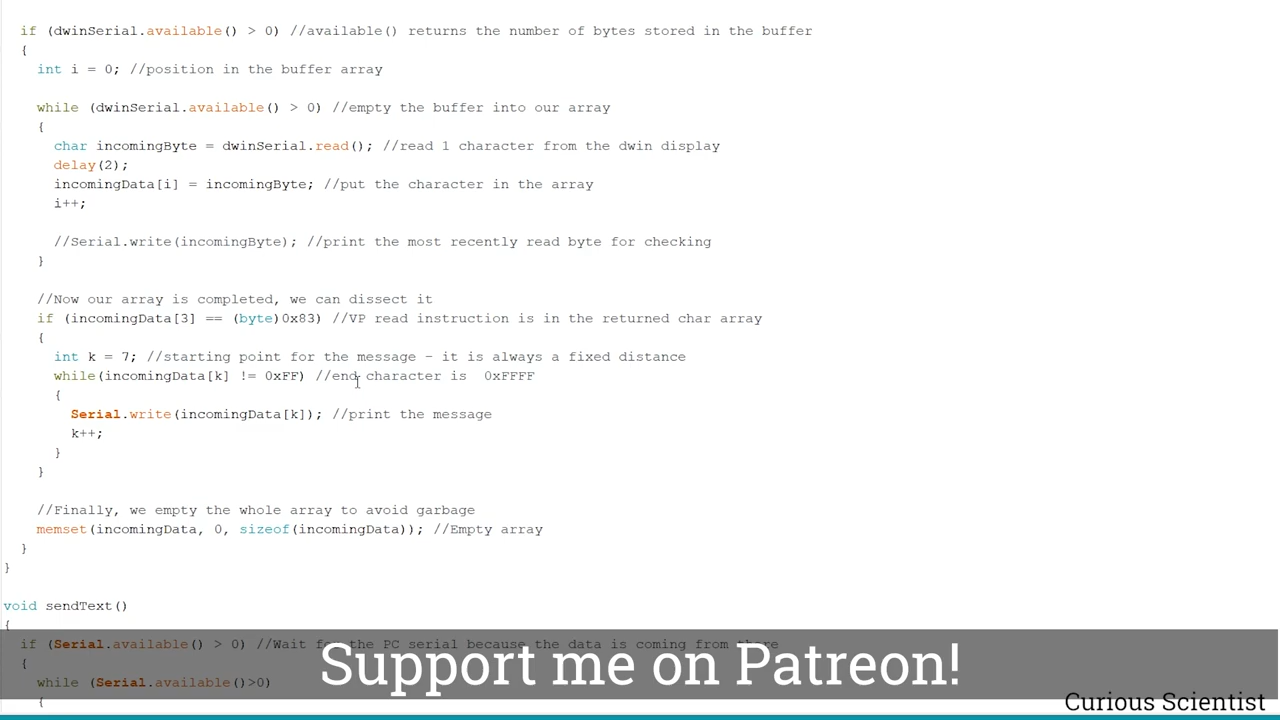 if (dwinSerial.available() > 0) //available() returns the number of bytes stored in the buffer
{
int i = 0; //position in the buffer array
while (dwinSerial.available() > 0) //empty the buffer into our array
{
char incomingByte = dwinSerial.read(); //read 1 character from the dwin display
delay(2);
incomingData[i] = incomingByte; //put the character in the array
i++;
//Serial.write(incomingByte); //print the most recently read byte for checking
}
//Now our array is completed, we can dissect it
if (incomingData[3] == (byte)0x83) //VP read instruction is in the returned char array
{
int k = 7; //starting point for the message - it is always a fixed distance
while(incomingData[k] != 0xFF) //end character is  0xFFFF
{
Serial.write(incomingData[k]); //print the message
k++;
}
}
//Finally, we empty the whole array to avoid garbage
memset(incomingData, 0, sizeof(incomingData)); //Empty array
}
}
void sendText()
{
if (Serial.available() > 0) //Wait for the PC serial because the data is coming from there
{
while (Serial.available()>0)
{
Support me on Patreon!
Curious Scientist